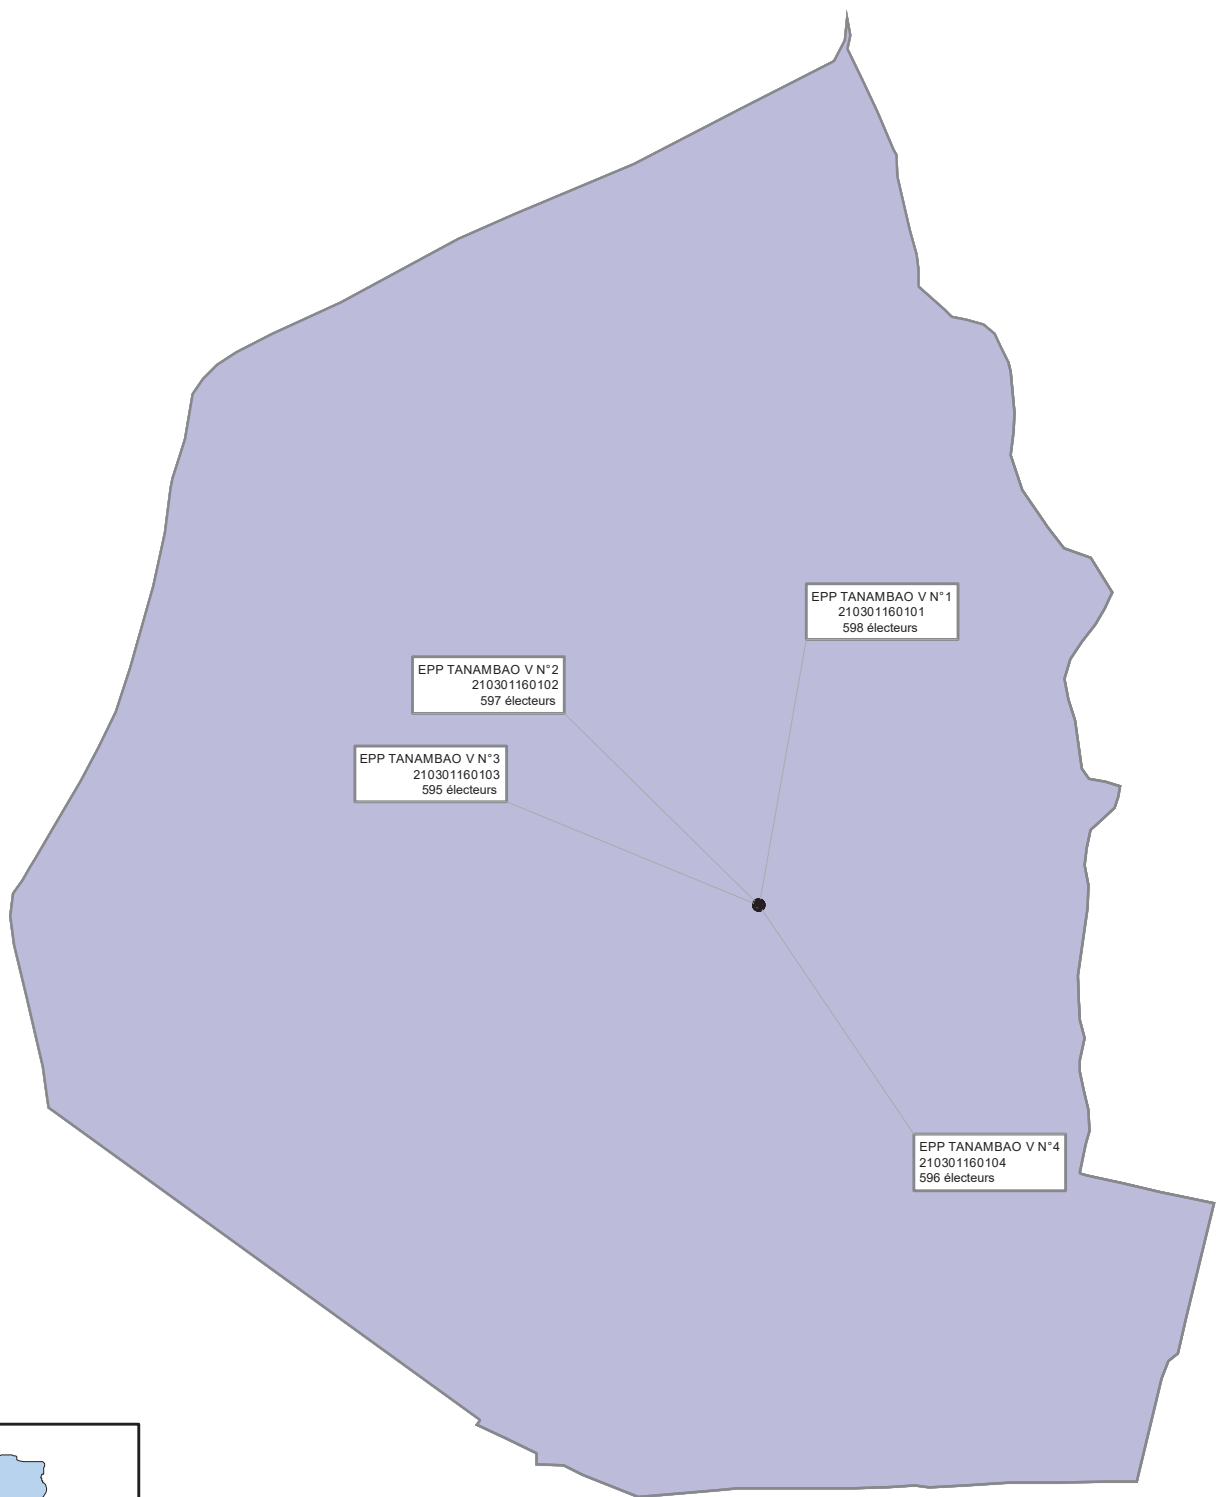 EPP TANAMBAO V N°1
210301160101
598 électeurs
EPP TANAMBAO V N°2
210301160102
597 électeurs
EPP TANAMBAO V N°3
210301160103
595 électeurs
EPP TANAMBAO V N°4
210301160104
596 électeurs